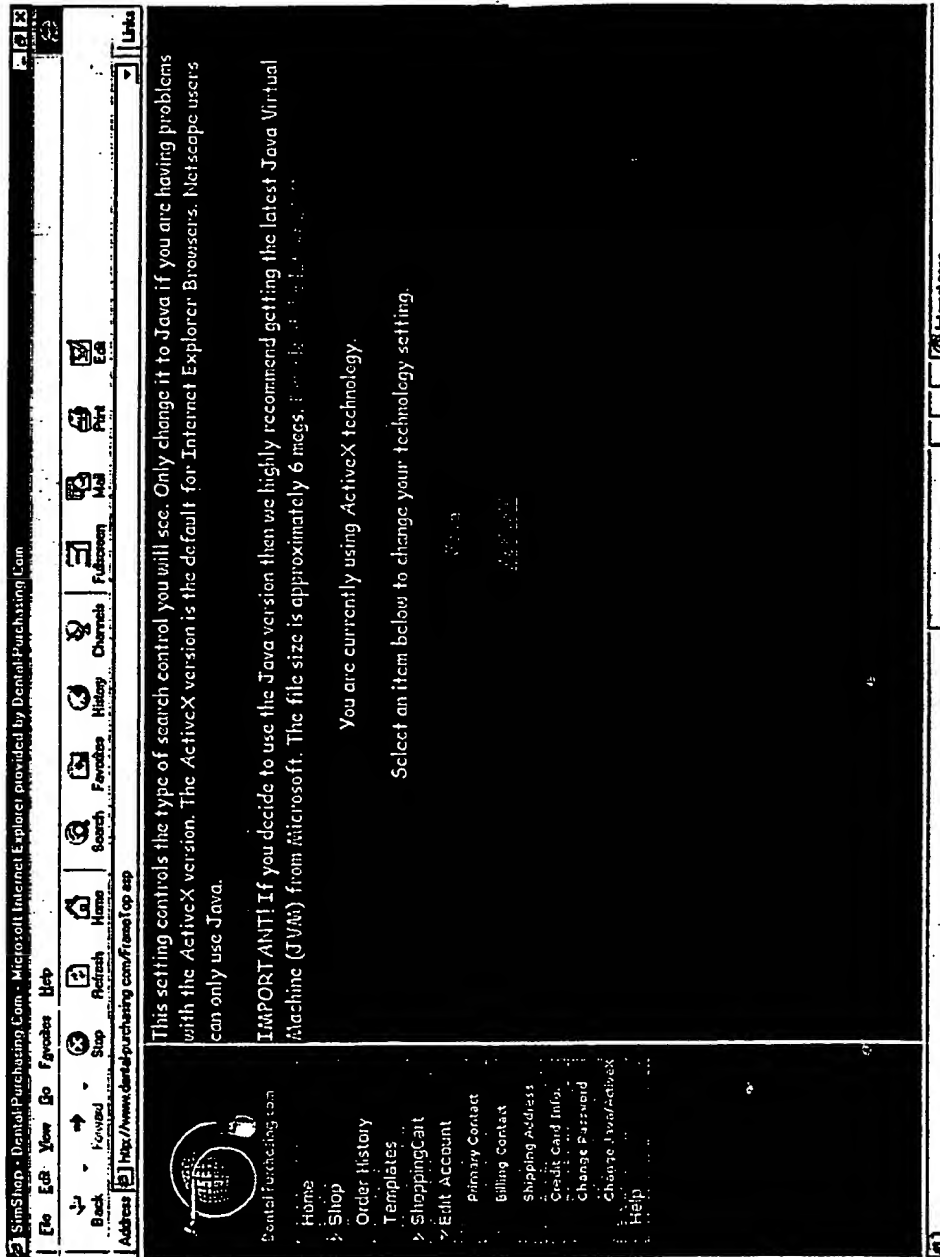 SimShop - Dental-Purchasing.Com - Microsoft Internet Explorer provided by Dental-Purchasing.Com
File Edit View Go Favorites Help
Back Forward Stop Refresh Home Search Favorites History Channels Fullscreen Mail Print Edit
Address http://www.dental-purchasing.com/FrameTop.asp Links
Dental-Purchasing.com
Home
Shop
Order History
Templates
ShoppingCart
Edit Account
Primary Contact
Billing Contact
Shipping Address
Credit Card Info.
Change Password
Change Java/ActiveX
Help
This setting controls the type of search control you will see. Only change it to Java if you are having problems
with the ActiveX version. The ActiveX version is the default for Internet Explorer Browsers. Netscape users
can only use Java.
IMPORTANT! If you decide to use the Java version then we highly recommend getting the latest Java Virtual
Machine (JVM) from Microsoft. The file size is approximately 6 megs.
You are currently using ActiveX technology.
Select an item below to change your technology setting.